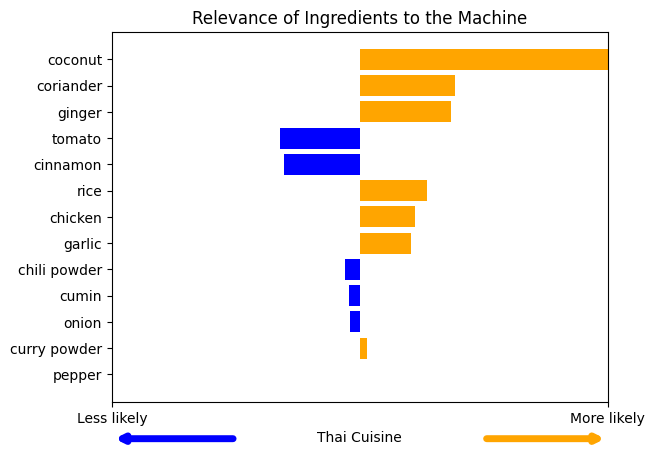 Relevance of Ingredients to the Machine
coconut
coriander
ginger
tomato
cinnamon
rice
chicken
garlic
chili powder
cumin
onion
curry powder
pepper
Less likely
More likely
Thai Cuisine